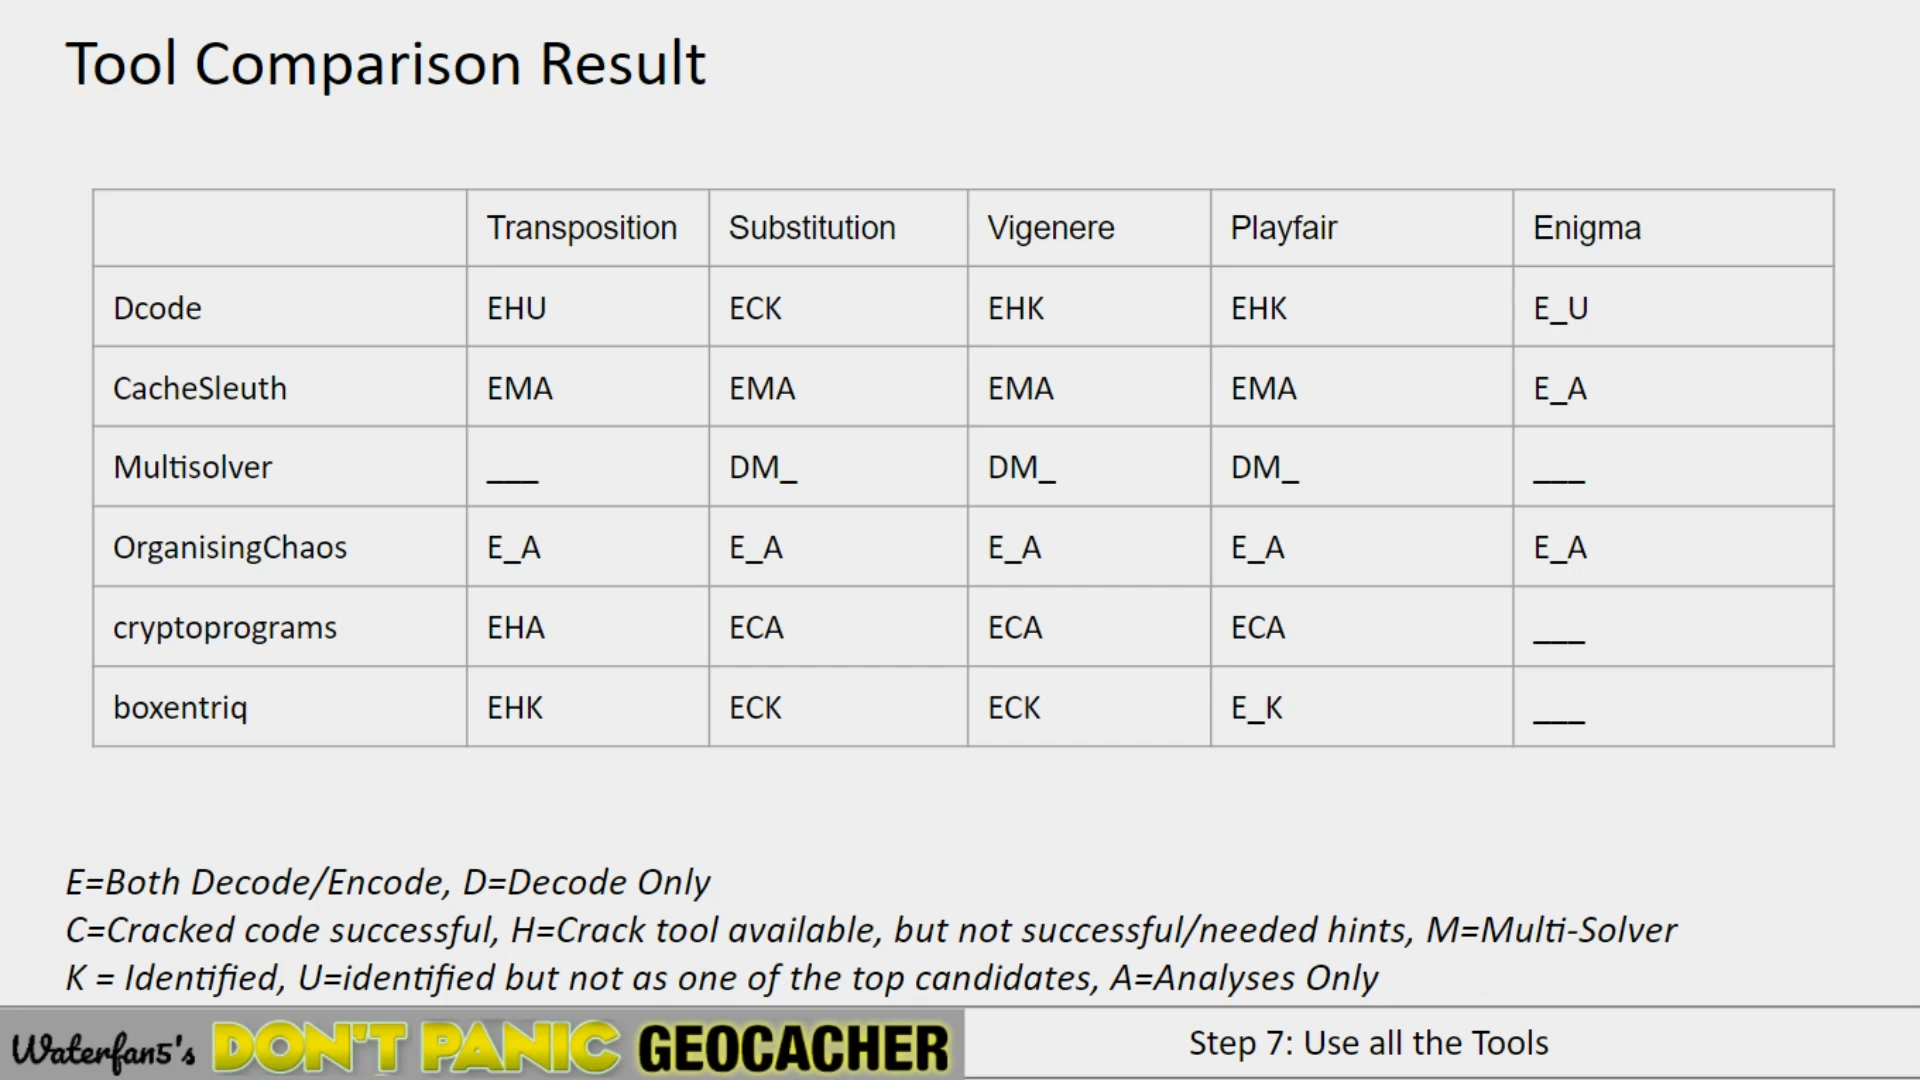 Tool Comparison Result
Transposition Substitution Vigenere Playfair Enigma
Dcode EHU ECK EHK EHK E_U
CacheSleuth EMA EMA EMA EMA E_A
Multisolver ___ DM_ DM_ DM_ ___
OrganisingChaos E_A E_A E_A E_A E_A
cryptoprograms EHA ECA ECA ECA ___
boxentriq EHK ECK ECK E_K ___
E=Both Decode/Encode, D=Decode Only
C=Cracked code successful, H=Crack tool available, but not successful/needed hints, M=Multi-Solver
K = Identified, U=identified but not as one of the top candidates, A=Analyses Only
Waterfan5's DON'T PANIC GEOCACHER
Step 7: Use all the Tools